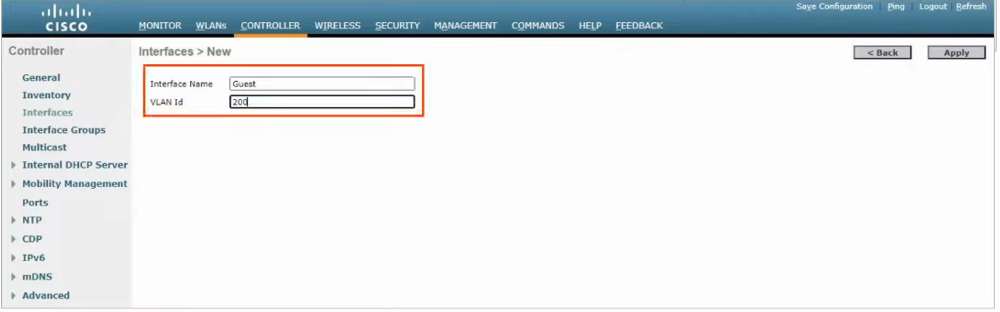 Save Configuration Ping Logout Refresh
CISCO
MONITOR WLANs CONTROLLER WIRELESS SECURITY MANAGEMENT COMMANDS HELP FEEDBACK
Controller
General
Inventory
Interfaces
Interface Groups
Multicast
Internal DHCP Server
Mobility Management
Ports
NTP
CDP
IPv6
mDNS
Advanced
Interfaces > New
< Back Apply
Interface Name Guest
VLAN Id 200